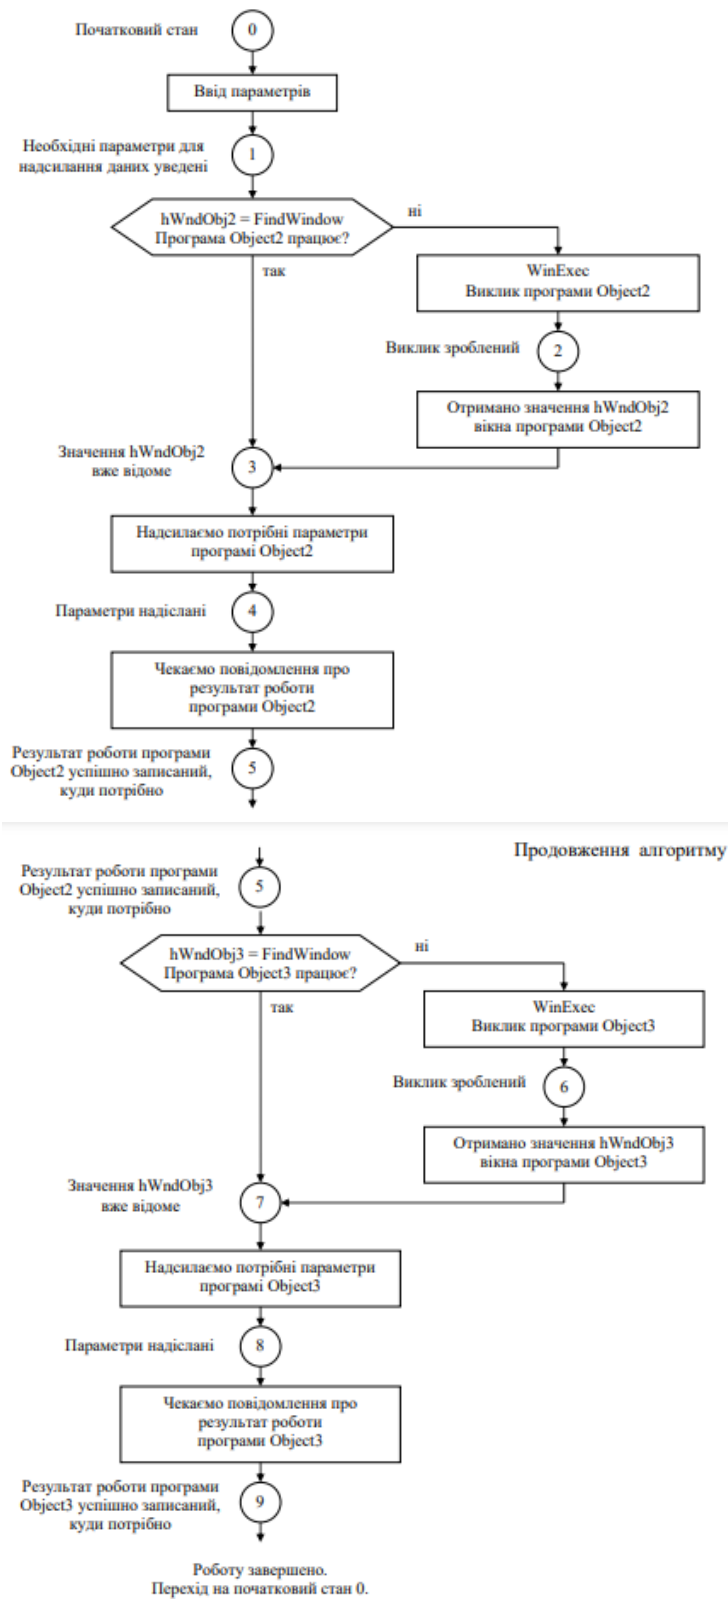 Початковий стан
0
Ввід параметрів
Необхідні параметри для
надсилання даних уведені
1
hWndObj2 = FindWindow
Програма Object2 працює?
ні
так
WinExec
Виклик програми Object2
Виклик зроблений
2
Отримано значення hWndObj2
вікна програми Object2
Значення hWndObj2
вже відоме
3
Надсилаємо потрібні параметри
програмі Object2
Параметри надіслані
4
Чекаємо повідомлення про
результат роботи
програми Object2
Результат роботи програми
Object2 успішно записаний,
куди потрібно
5
Продовження алгоритму
Результат роботи програми
Object2 успішно записаний,
куди потрібно
5
hWndObj3 = FindWindow
Програма Object3 працює?
ні
так
WinExec
Виклик програми Object3
Виклик зроблений
6
Отримано значення hWndObj3
вікна програми Object3
Значення hWndObj3
вже відоме
7
Надсилаємо потрібні параметри
програмі Object3
Параметри надіслані
8
Чекаємо повідомлення про
результат роботи
програми Object3
Результат роботи програми
Object3 успішно записаний,
куди потрібно
9
Роботу завершено.
Перехід на початковий стан 0.